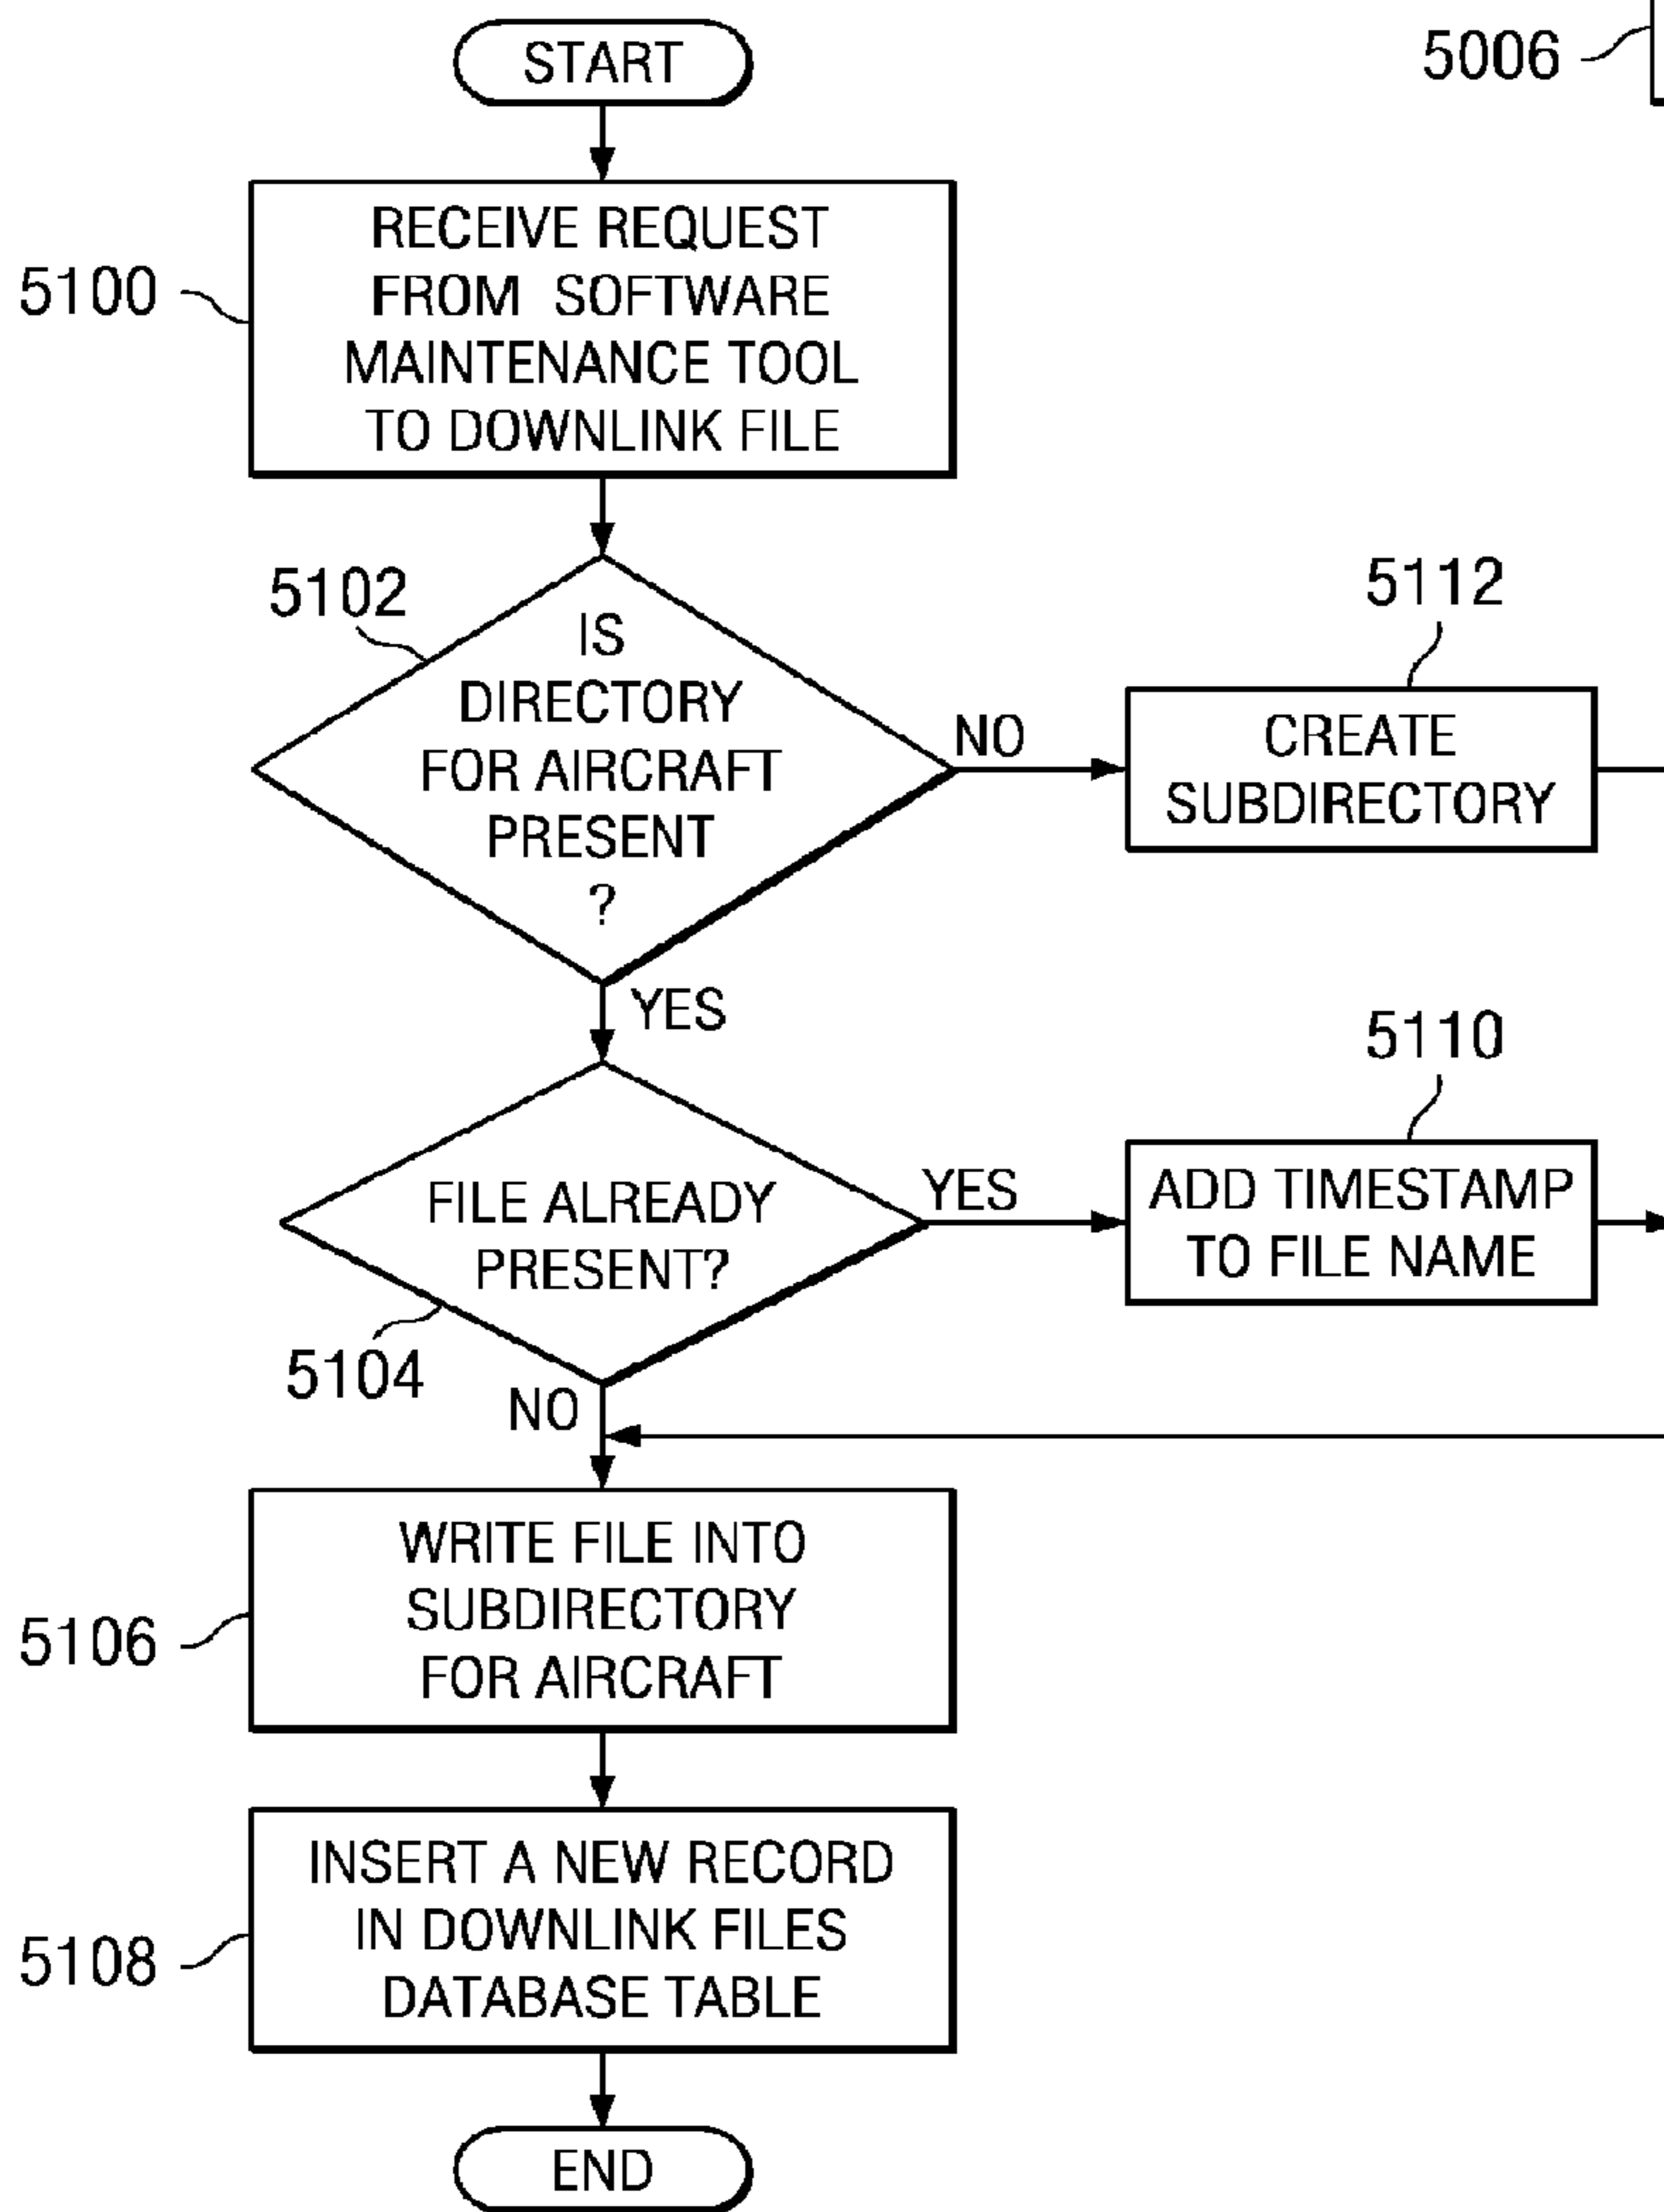 START
5006
RECEIVE REQUEST
FROM SOFTWARE
MAINTENANCE TOOL
TO DOWNLINK FILE
5100
5102
IS
DIRECTORY
FOR AIRCRAFT
PRESENT
?
NO
5112
CREATE
SUBDIRECTORY
YES
5110
FILE ALREADY
PRESENT?
YES
ADD TIMESTAMP
TO FILE NAME
5104
NO
WRITE FILE INTO
SUBDIRECTORY
FOR AIRCRAFT
5106
INSERT A NEW RECORD
IN DOWNLINK FILES
DATABASE TABLE
5108
END